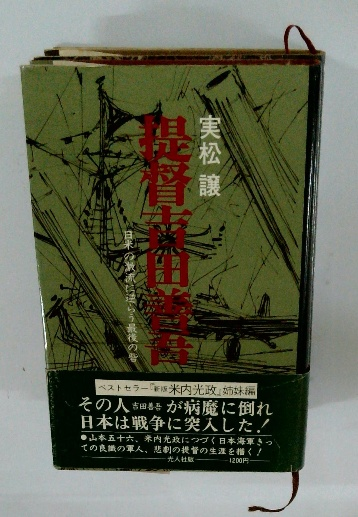 実松 譲
提督吉田善吾
日米の激流に逆らう最後の砦
ベストセラー『新版 米内光政』姉妹編
その人吉田善吾が病魔に倒れ
日本は戦争に突入した!
●山本五十六、米内光政につづく日本海軍きっ
ての良識の軍人、悲劇の提督の生涯を描く!
光人社版 1200円